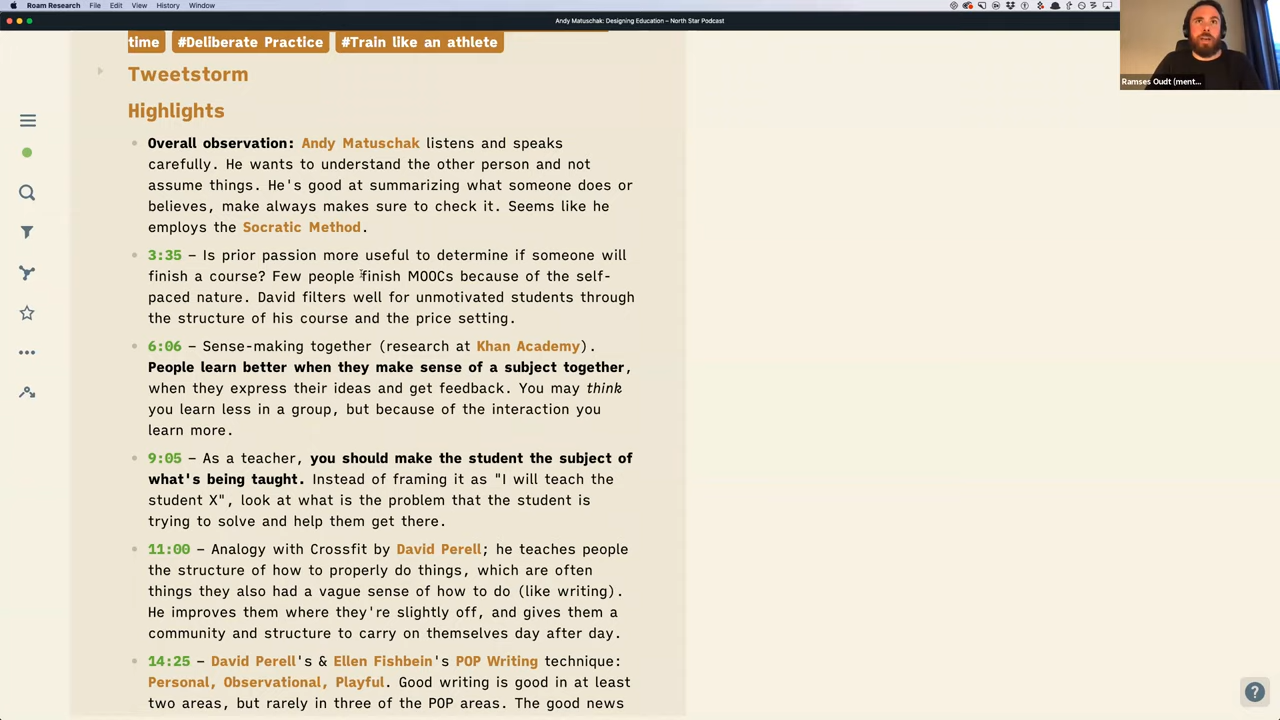 Roam Research File Edit View History Window
Andy Matuschak: Designing Education – North Star Podcast
time #Deliberate Practice #Train like an athlete
Tweetstorm
Highlights
Overall observation: Andy Matuschak listens and speaks
carefully. He wants to understand the other person and not
assume things. He's good at summarizing what someone does or
believes, make always makes sure to check it. Seems like he
employs the Socratic Method.
3:35 – Is prior passion more useful to determine if someone will
finish a course? Few people finish MOOCs because of the self-
paced nature. David filters well for unmotivated students through
the structure of his course and the price setting.
6:06 – Sense-making together (research at Khan Academy).
People learn better when they make sense of a subject together,
when they express their ideas and get feedback. You may think
you learn less in a group, but because of the interaction you
learn more.
9:05 – As a teacher, you should make the student the subject of
what's being taught. Instead of framing it as "I will teach the
student X", look at what is the problem that the student is
trying to solve and help them get there.
11:00 – Analogy with Crossfit by David Perell; he teaches people
the structure of how to properly do things, which are often
things they also had a vague sense of how to do (like writing).
He improves them where they're slightly off, and gives them a
community and structure to carry on themselves day after day.
14:25 – David Perell's & Ellen Fishbein's POP Writing technique:
Personal, Observational, Playful. Good writing is good in at least
two areas, but rarely in three of the POP areas. The good news
Ramses Oudt (ment...